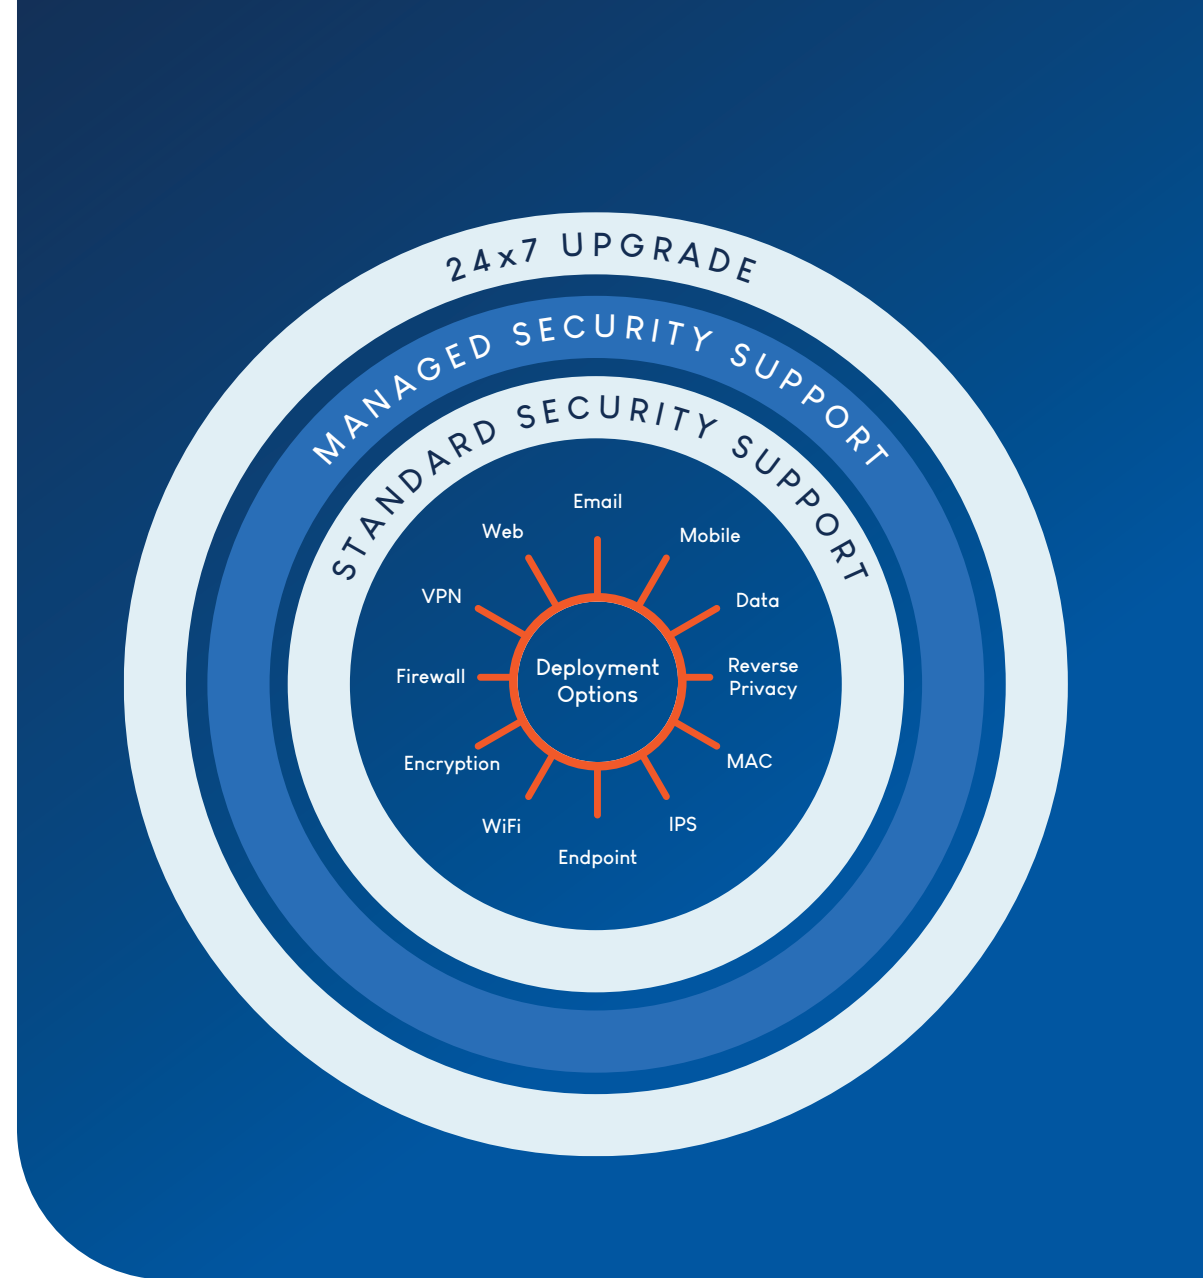 24x7 UPGRADE
MANAGED SECURITY SUPPORT
STANDARD SECURITY SUPPORT
Email
Web
Mobile
VPN
Data
Firewall
Deployment
Options
Reverse
Privacy
Encryption
MAC
WiFi
IPS
Endpoint